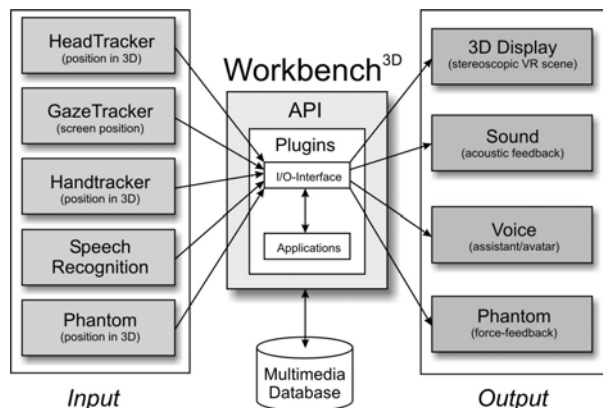 HeadTracker
(position in 3D)
GazeTracker
(screen position)
Handtracker
(position in 3D)
Speech
Recognition
Phantom
(position in 3D)
Input
Workbench3D
API
Plugins
I/O-Interface
Applications
Multimedia
Database
3D Display
(stereoscopic VR scene)
Sound
(acoustic feedback)
Voice
(assistant/avatar)
Phantom
(force-feedback)
Output